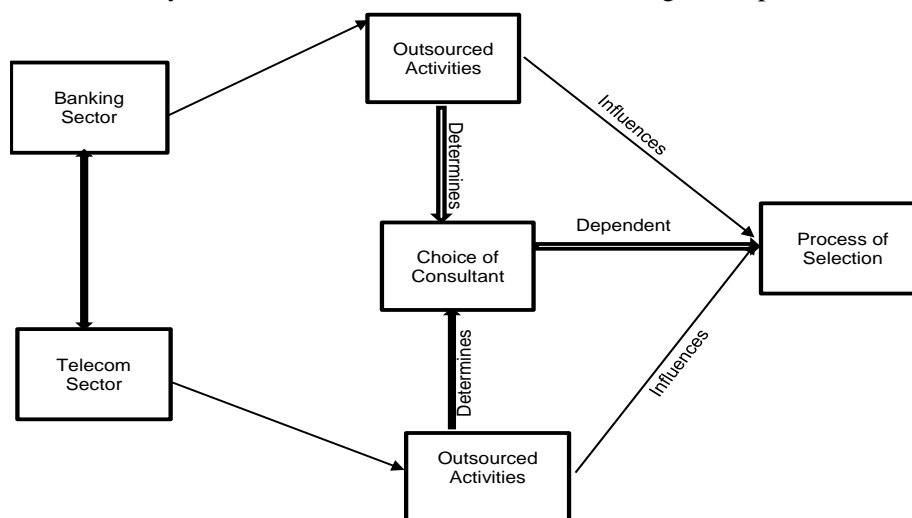 Outsourced
Activities
Banking
Sector
Influences
Determines
Dependent
Choice of
Consultant
Process of
Selection
Telecom
Sector
Determines
Influences
Outsourced
Activities